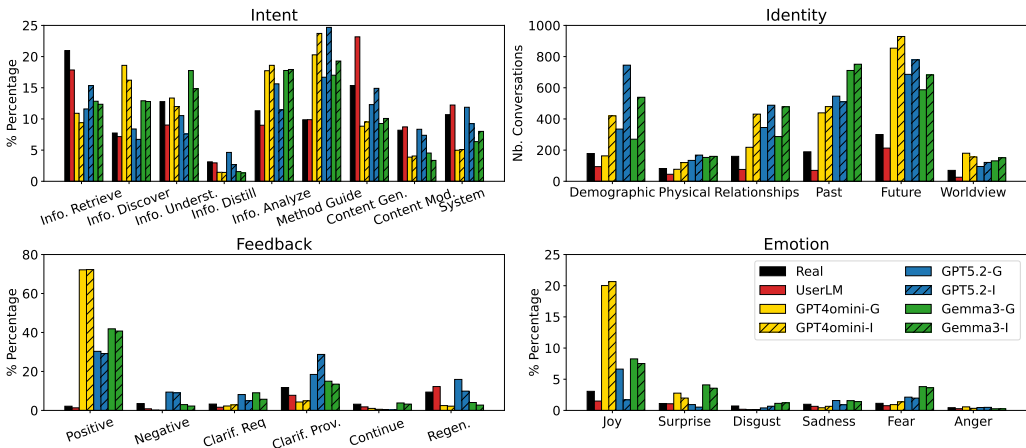 Intent
25
20
15
10
5
0
% Percentage
Info. Retrieve
Info. Discover
Info. Underst.
Info. Distill
Info. Analyze
Method Guide
Content Gen.
Content Mod.
System
Identity
1000
800
600
400
200
0
Nb. Conversations
Demographic
Physical
Relationships
Past
Future
Worldview
Feedback
80
60
40
20
0
% Percentage
Positive
Negative
Clarif. Req
Clarif. Prov.
Continue
Regen.
Emotion
25
20
15
10
5
0
% Percentage
Joy
Surprise
Disgust
Sadness
Fear
Anger
Real
UserLM
GPT4omini-G
GPT4omini-I
GPT5.2-G
GPT5.2-I
Gemma3-G
Gemma3-I